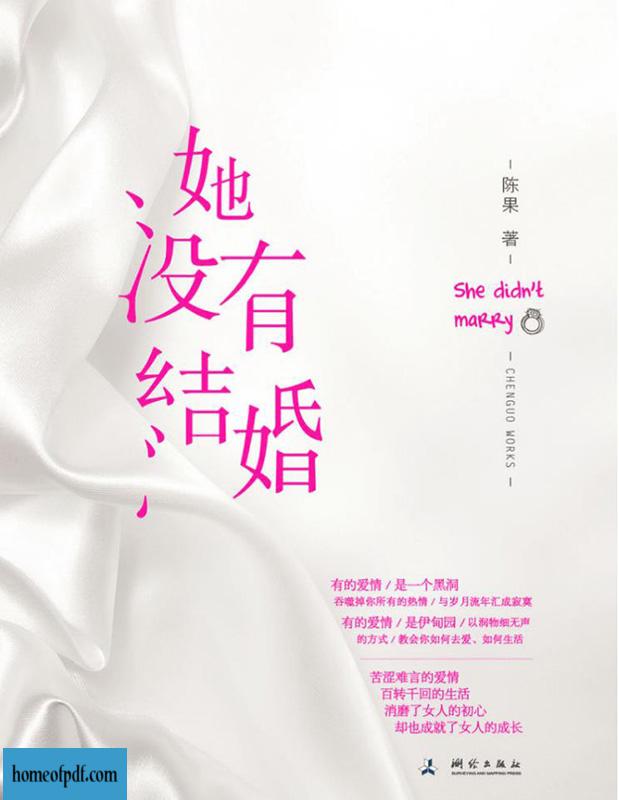 她
没有
结婚
陈果 著
She didn't
marry
CHENGUO WORKS
有的爱情/是一个黑洞
吞噬掉你所有的热情/与岁月流年汇成寂寞
有的爱情/是伊甸园/以润物细无声
的方式/教会你如何去爱、如何生活
苦涩难言的爱情
百转千回的生活
消磨了女人的初心
却也成就了女人的成长
测绘出版社
SURVEYING AND MAPPING PRESS
homeofpdf.com